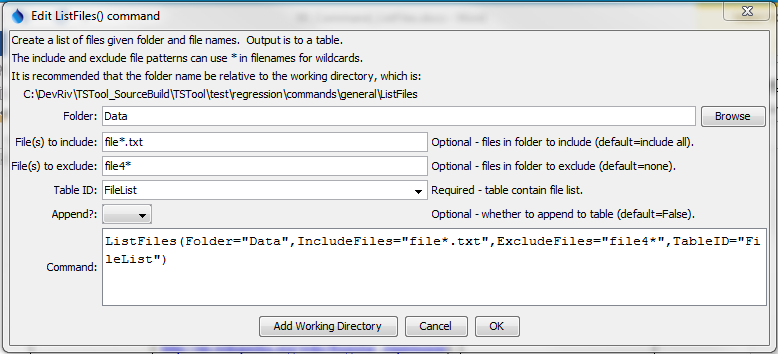 Edit ListFiles() command
Create a list of files given folder and file names. Output is to a table.
The include and exclude file patterns can use * in filenames for wildcards.
It is recommended that the folder name be relative to the working directory, which is:
C:\DevRiv\TSTool_SourceBuild\TSTool\test\regression\commands\general\ListFiles
Folder: Data Browse
File(s) to include: file*.txt Optional - files in folder to include (default=include all).
File(s) to exclude: file4* Optional - files in folder to exclude (default=none).
Table ID: FileList Required - table contain file list.
Append?: Optional - whether to append to table (default=False).
Command: ListFiles(Folder="Data",IncludeFiles="file*.txt",ExcludeFiles="file4*",TableID="Fi
leList")
Add Working Directory Cancel OK